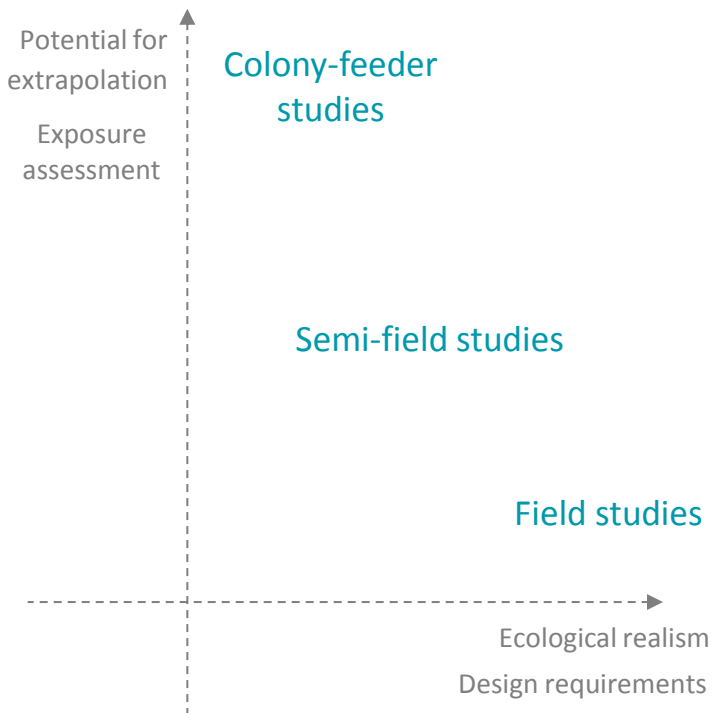 Potential for
extrapolation
Exposure
assessment
Colony-feeder
studies
Semi-field studies
Field studies
Ecological realism
Design requirements